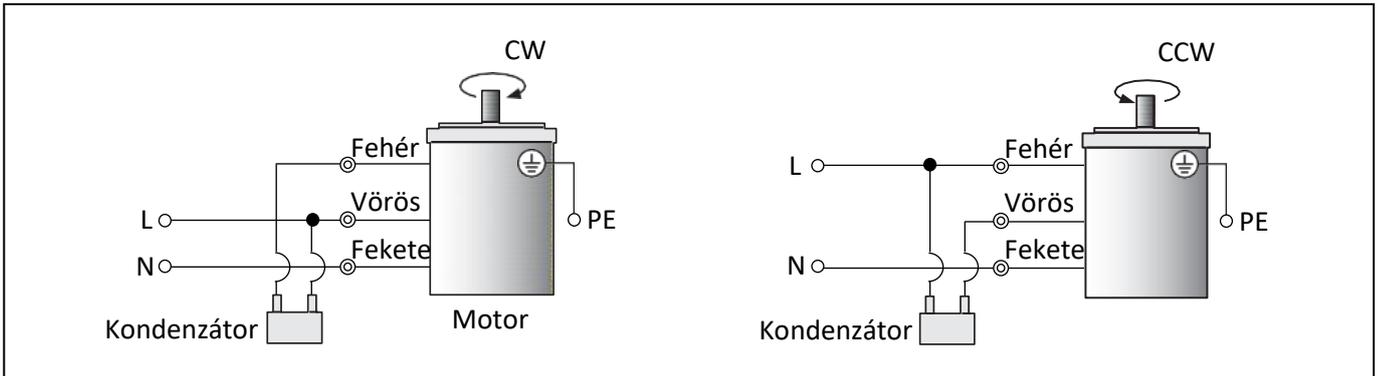 CW
Fehér
Vörös
L
PE
Fekete
N
Kondenzátor
Motor
CCW
Fehér
L
Vörös
PE
Fekete
N
Kondenzátor